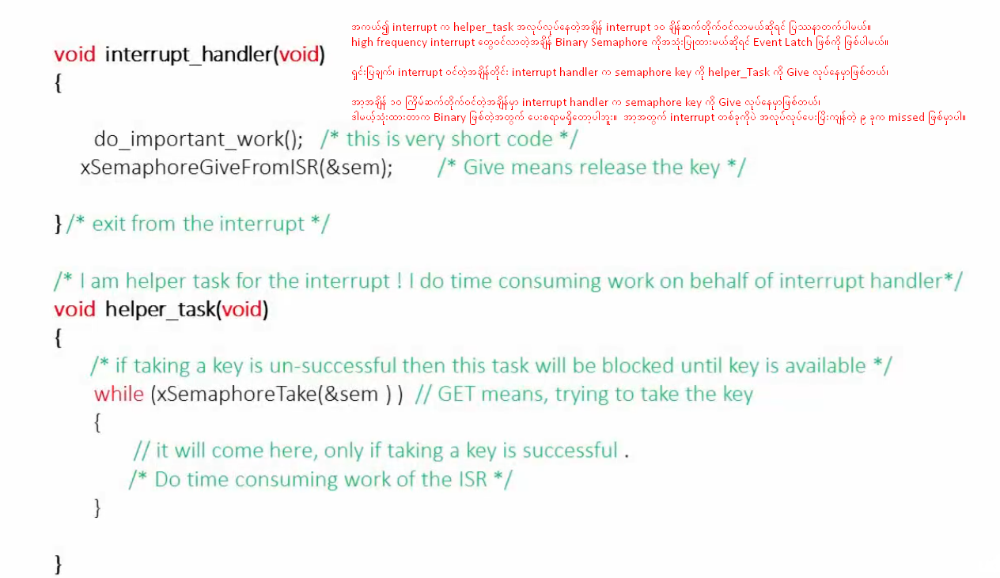 အကယ်၍ interrupt က helper_task အလုပ်လုပ်နေတဲ့အချိန် interrupt ၁၀ ချိန်ဆက်တိုက်ဝင်လာမယ်ဆိုရင် ပြဿနာတက်ပါမယ်။
high frequency interrupt တွေဝင်လာတဲ့အချိန် Binary Semaphore ကိုအသုံးပြုထားမယ်ဆိုရင် Event Latch ဖြစ်ကို ဖြစ်ပါမယ်။
void interrupt_handler(void)
ရှင်းပြချက်၊ interrupt ဝင်တဲ့အချိန်တိုင်း interrupt handler က semaphore key ကို helper_Task ကို Give လုပ်နေမှာဖြစ်တယ်၊
{
အဲ့အချိန် ၁၀ ကြိမ်ဆက်တိုက်ဝင်တဲ့အချိန်မှာ interrupt handler က semaphore key ကို Give လုပ်နေမှာဖြစ်တယ်၊
ဒါမယ့်သုံးထားတာက Binary ဖြစ်တဲ့အတွက် ပေးစရာမရှိတော့ပါဘူး။ အဲ့အတွက် interrupt တစ်ခုကိုပဲ အလုပ်လုပ်ပေးပြီးကျန်တဲ့ ၉ ခုက missed ဖြစ်မှာပါ။
do_important_work(); /* this is very short code */
xSemaphoreGiveFromISR(&sem); /* Give means release the key */
} /* exit from the interrupt */
/* I am helper task for the interrupt ! I do time consuming work on behalf of interrupt handler*/
void helper_task(void)
{
/* if taking a key is un-successful then this task will be blocked until key is available */
while (xSemaphoreTake(&sem ) ) // GET means, trying to take the key
{
// it will come here, only if taking a key is successful .
/* Do time consuming work of the ISR */
}
}